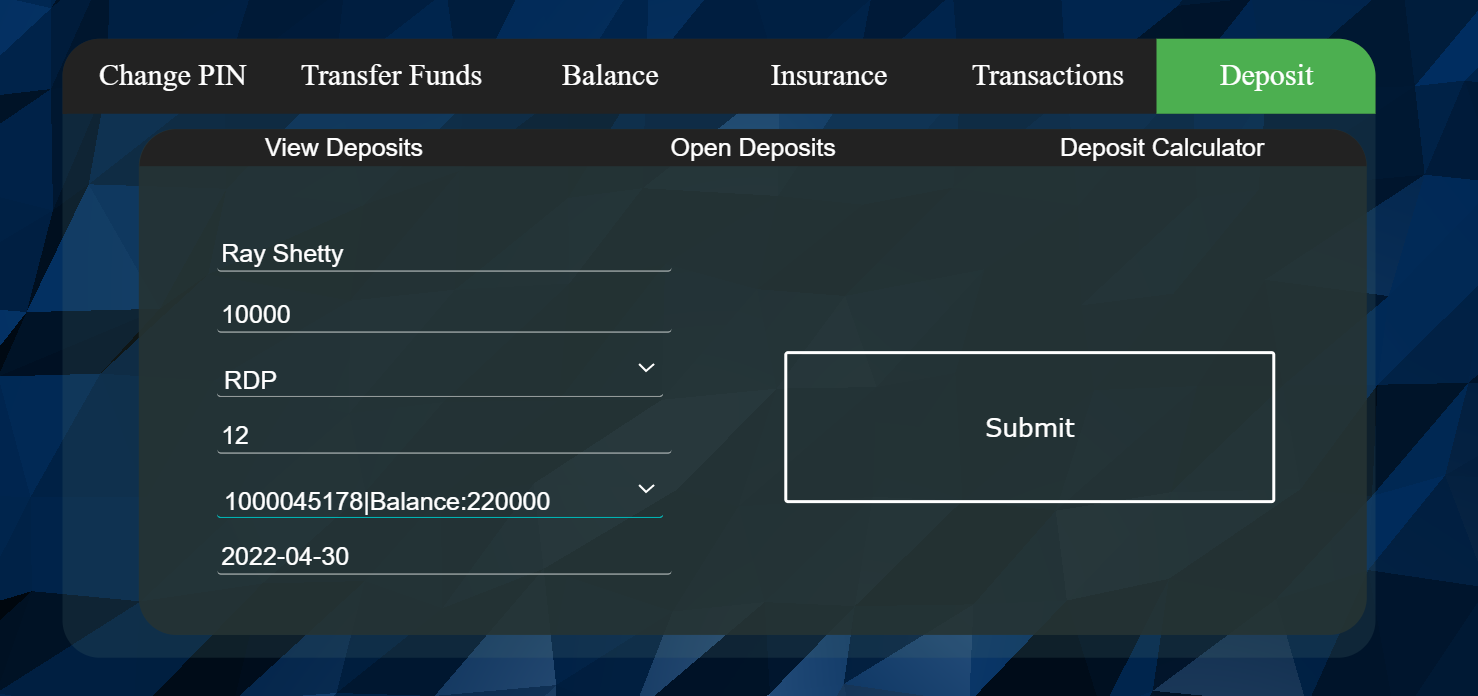 Change PIN Transfer Funds Balance Insurance Transactions Deposit
View Deposits Open Deposits Deposit Calculator
Ray Shetty
10000
RDP
12
Submit
1000045178|Balance:220000
2022-04-30